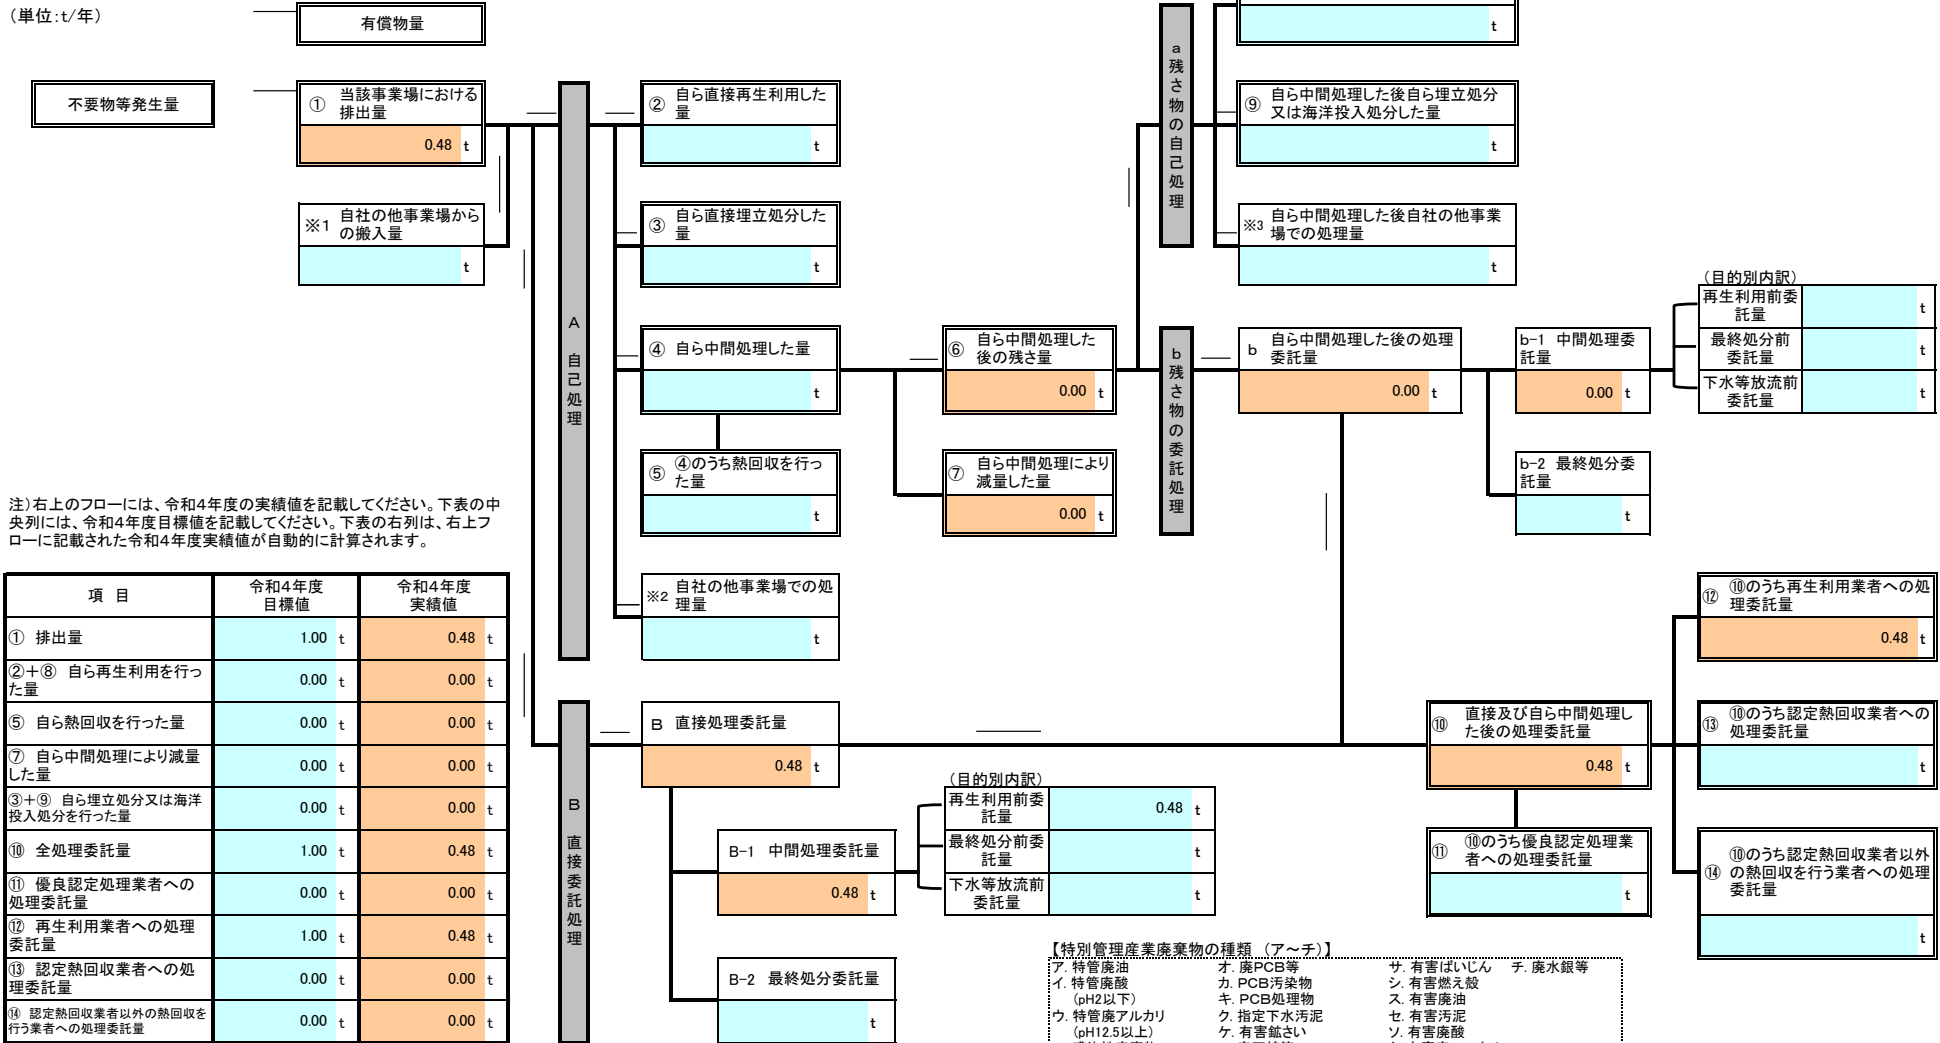 (単位:t/年)
有償物量
t
不要物等発生量
① 当該事業場における
排出量
0.48 t
※1 自社の他事業場から
の搬入量
t
A 自己処理
② 自ら直接再生利用した
量
t
③ 自ら直接埋立処分した
量
t
④ 自ら中間処理した量
t
⑤ ④のうち熱回収を行っ
た量
t
※2 自社の他事業場での処
理量
t
⑥ 自ら中間処理した
後の残さ量
0.00 t
⑦ 自ら中間処理により
減量した量
0.00 t
a 残さ物の自己処理
⑨ 自ら中間処理した後自ら埋立処分
又は海洋投入処分した量
t
※3 自ら中間処理した後自社の他事業
場での処理量
t
b 残さ物の委託処理
b 自ら中間処理した後の処理
委託量
0.00 t
b-1 中間処理委
託量
0.00 t
b-2 最終処分委
託量
t
(目的別内訳)
再生利用前委
託量
t
最終処分前
委託量
t
下水等放流前
委託量
t
注)右上のフローには、令和4年度の実績値を記載してください。下表の中
央列には、令和4年度目標値を記載してください。下表の右列は、右上フ
ローに記載された令和4年度実績値が自動的に計算されます。
項 目 令和4年度
目標値 令和4年度
実績値
① 排出量 1.00 t 0.48 t
②+⑧ 自ら再生利用を行っ
た量 0.00 t 0.00 t
⑤ 自ら熱回収を行った量 0.00 t 0.00 t
⑦ 自ら中間処理により減量
した量 0.00 t 0.00 t
③+⑨ 自ら埋立処分又は海洋
投入処分を行った量 0.00 t 0.00 t
⑩ 全処理委託量 1.00 t 0.48 t
⑪ 優良認定処理業者への
処理委託量 0.00 t 0.00 t
⑫ 再生利用業者への処理
委託量 1.00 t 0.48 t
⑬ 認定熱回収業者への処
理委託量 0.00 t 0.00 t
⑭ 認定熱回収業者以外の熱回収を
行う業者への処理委託量 0.00 t 0.00 t
B 直接委託処理
B 直接処理委託量
0.48 t
B-1 中間処理委託量
0.48 t
B-2 最終処分委託量
t
(目的別内訳)
再生利用前委
託量
0.48 t
最終処分前委
託量
t
下水等放流前
委託量
t
⑩ 直接及び自ら中間処理し
た後の処理委託量
0.48 t
⑪ ⑩のうち優良認定処理業
者への処理委託量
t
⑫ ⑩のうち再生利用業者への処
理委託量
0.48 t
⑬ ⑩のうち認定熱回収業者への
処理委託量
t
⑭ ⑩のうち認定熱回収業者以外
の熱回収を行う業者への処理
委託量
t
【特別管理産業廃棄物の種類 (ア~チ)】
ア. 特管廃油 オ. 廃PCB等 サ. 有害ばいじん チ. 廃水銀等
イ. 特管廃酸 カ. PCB汚染物 シ. 有害燃え殻
(pH2以下) キ. PCB処理物 ス. 有害廃油
ウ. 特管廃アルカリ ク. 指定下水汚泥 セ. 有害汚泥
(pH12.5以上) ケ. 有害鉱さい ソ. 有害廃酸